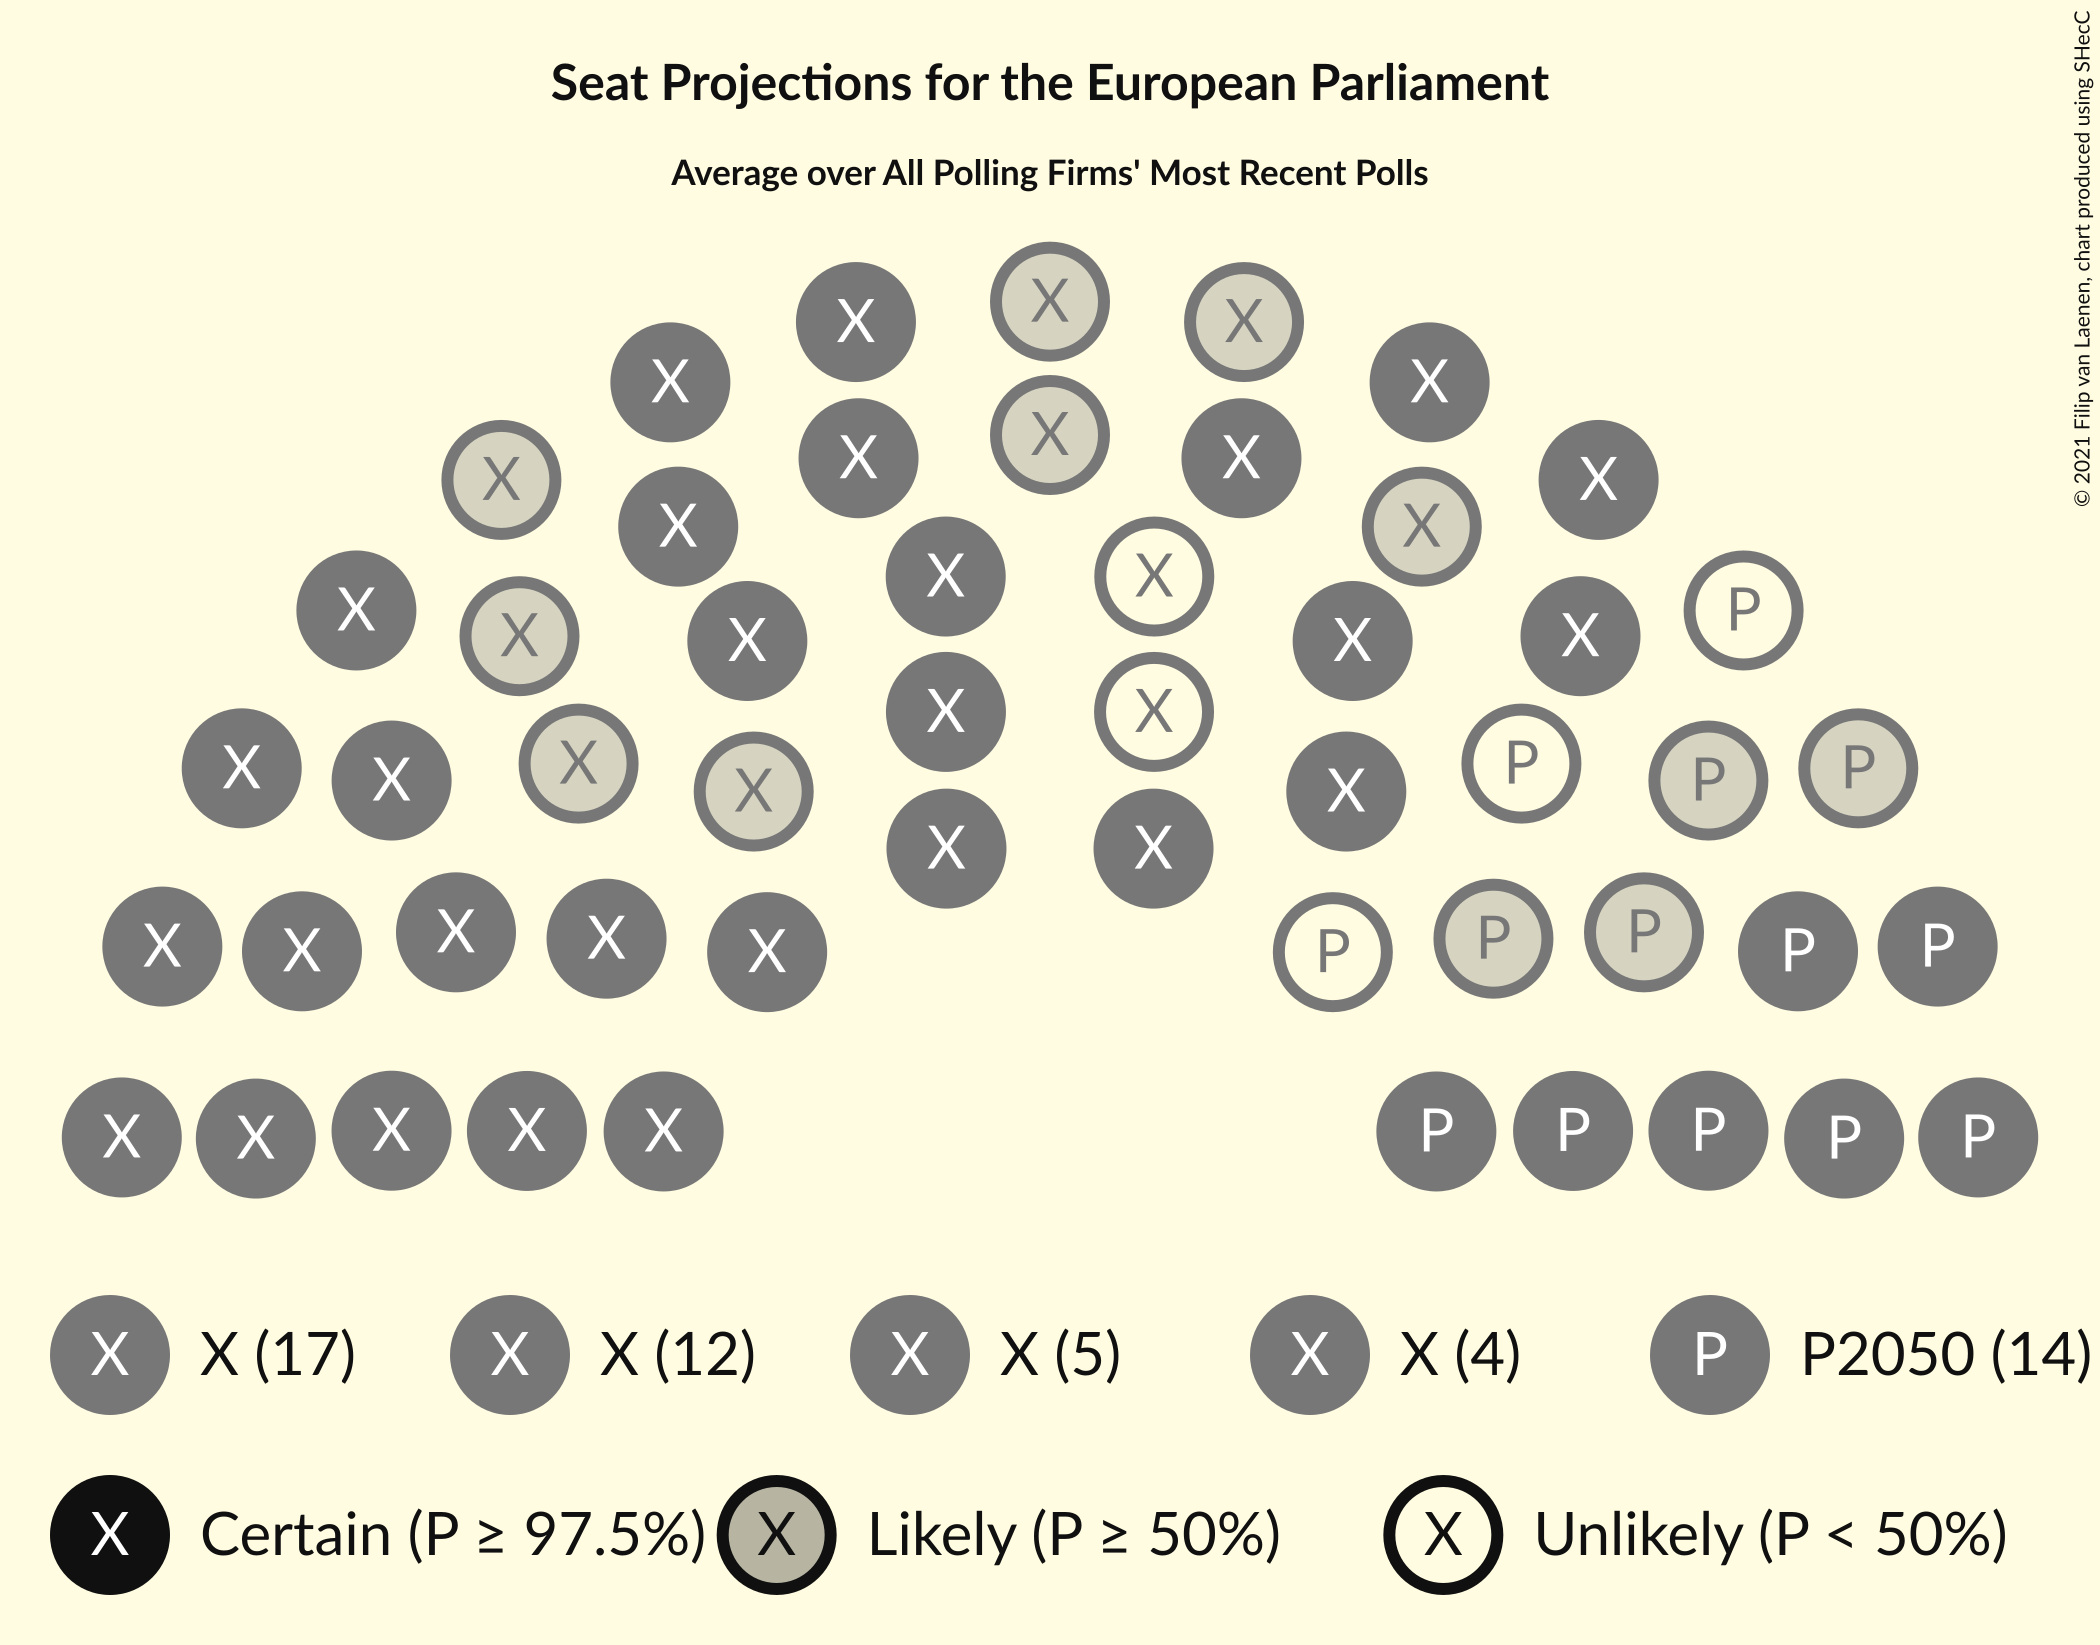 Seat Projections for the European Parliament
Average over All Polling Firms' Most Recent Polls
© 2021 Filip van Laenen, chart produced using SHecC
X
X X
X X
X X X
X X
X X X
X X
X P
X X
X X
X X
X P
X X
P P
X X
X X
X X
X X P P
X X X P P
P P
X X X X X
P P P P P
X X (17) X X (12) X X (5) X X (4) P P2050 (14)
X Certain (P ≥ 97.5%) X Likely (P ≥ 50%) X Unlikely (P < 50%)